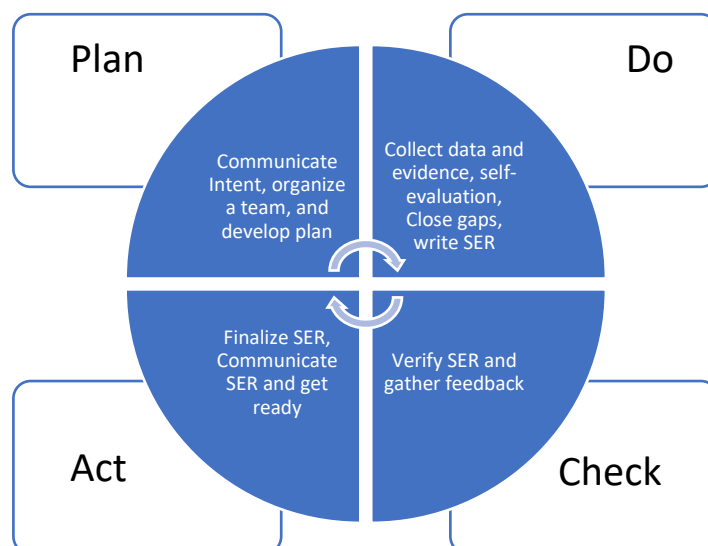 Plan
Do
Communicate
Intent, organize
a team, and
develop plan
Collect data and
evidence, self-
evaluation,
Close gaps,
write SER
Finalize SER,
Communicate
SER and get
ready
Verify SER and
gather feedback
Act
Check